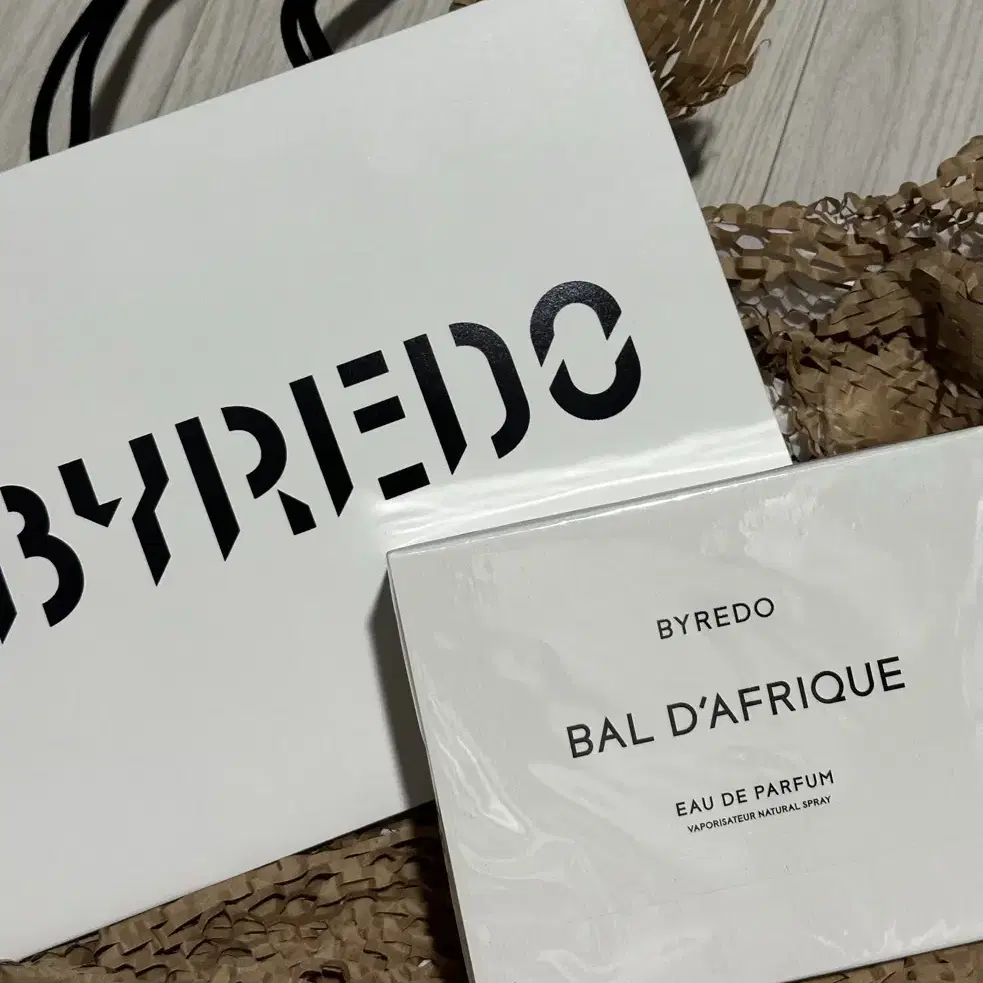 BYREDO
BYREDO
BAL D'AFRIQUE
EAU DE PARFUM
VAPORISATEUR NATURAL SPRAY